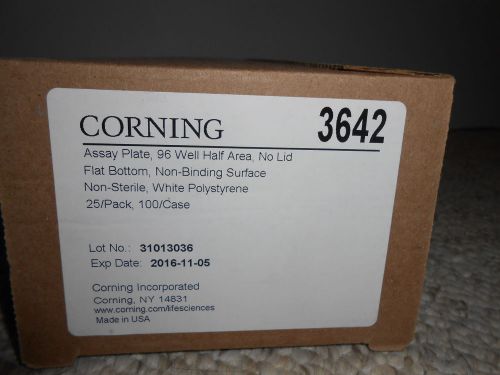 CORNING 3642
Assay Plate, 96 Well Half Area, No Lid
Flat Bottom, Non-Binding Surface
Non-Sterile, White Polystyrene
25/Pack, 100/Case
Lot No.: 31013036
Exp Date: 2016-11-05
Corning Incorporated
Corning, NY 14831
www.corning.com/lifesciences
Made in USA